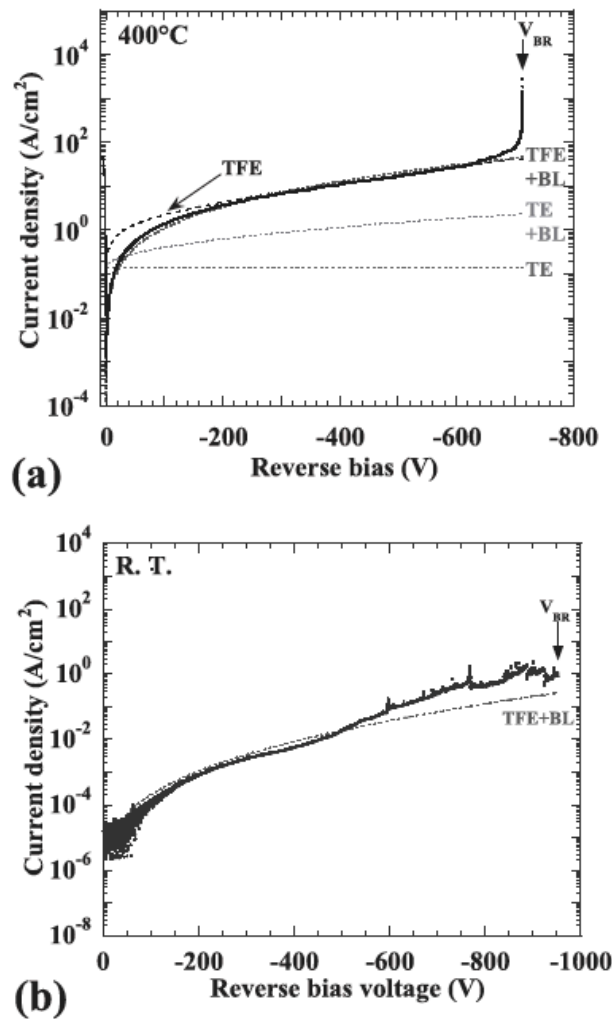 400°C
V_BR
10^4
10^2
10^0
10^-2
10^-4
Current density (A/cm^2)
TFE
TFE
+BL
TE
+BL
TE
0 -200 -400 -600 -800
Reverse bias (V)
(a)
R. T.
V_BR
10^4
10^2
10^0
10^-2
10^-4
10^-6
10^-8
Current density (A/cm^2)
TFE+BL
0 -200 -400 -600 -800 -1000
Reverse bias voltage (V)
(b)